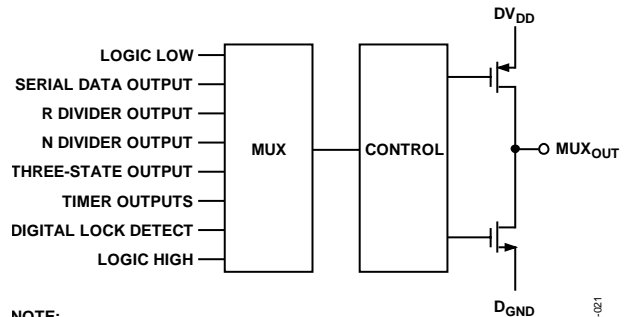 DVDD
LOGIC LOW
SERIAL DATA OUTPUT
R DIVIDER OUTPUT
N DIVIDER OUTPUT
THREE-STATE OUTPUT
TIMER OUTPUTS
DIGITAL LOCK DETECT
LOGIC HIGH
MUX
CONTROL
MUXOUT
DGND
NOTE:
-021